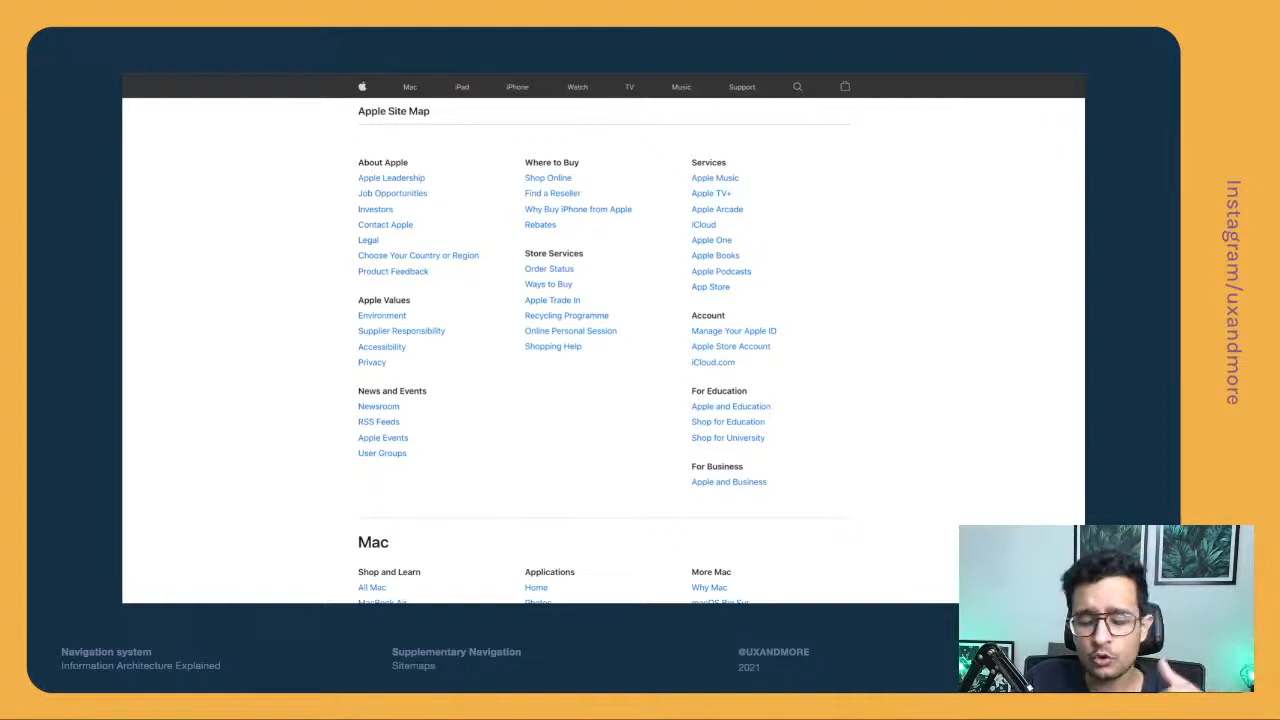 Mac iPad iPhone Watch TV Music Support
Apple Site Map
About Apple
Apple Leadership
Job Opportunities
Investors
Contact Apple
Legal
Choose Your Country or Region
Product Feedback
Apple Values
Environment
Supplier Responsibility
Accessibility
Privacy
News and Events
Newsroom
RSS Feeds
Apple Events
User Groups
Where to Buy
Shop Online
Find a Reseller
Why Buy iPhone from Apple
Rebates
Store Services
Order Status
Ways to Buy
Apple Trade In
Recycling Programme
Online Personal Session
Shopping Help
Services
Apple Music
Apple TV+
Apple Arcade
iCloud
Apple One
Apple Books
Apple Podcasts
App Store
Account
Manage Your Apple ID
Apple Store Account
iCloud.com
For Education
Apple and Education
Shop for Education
Shop for University
For Business
Apple and Business
Mac
Shop and Learn
All Mac
MacBook Air
Applications
Home
Photos
More Mac
Why Mac
macOS Big Sur
Navigation system
Information Architecture Explained
Supplementary Navigation
Sitemaps
@UXANDMORE
2021
Instagram/uxandmore